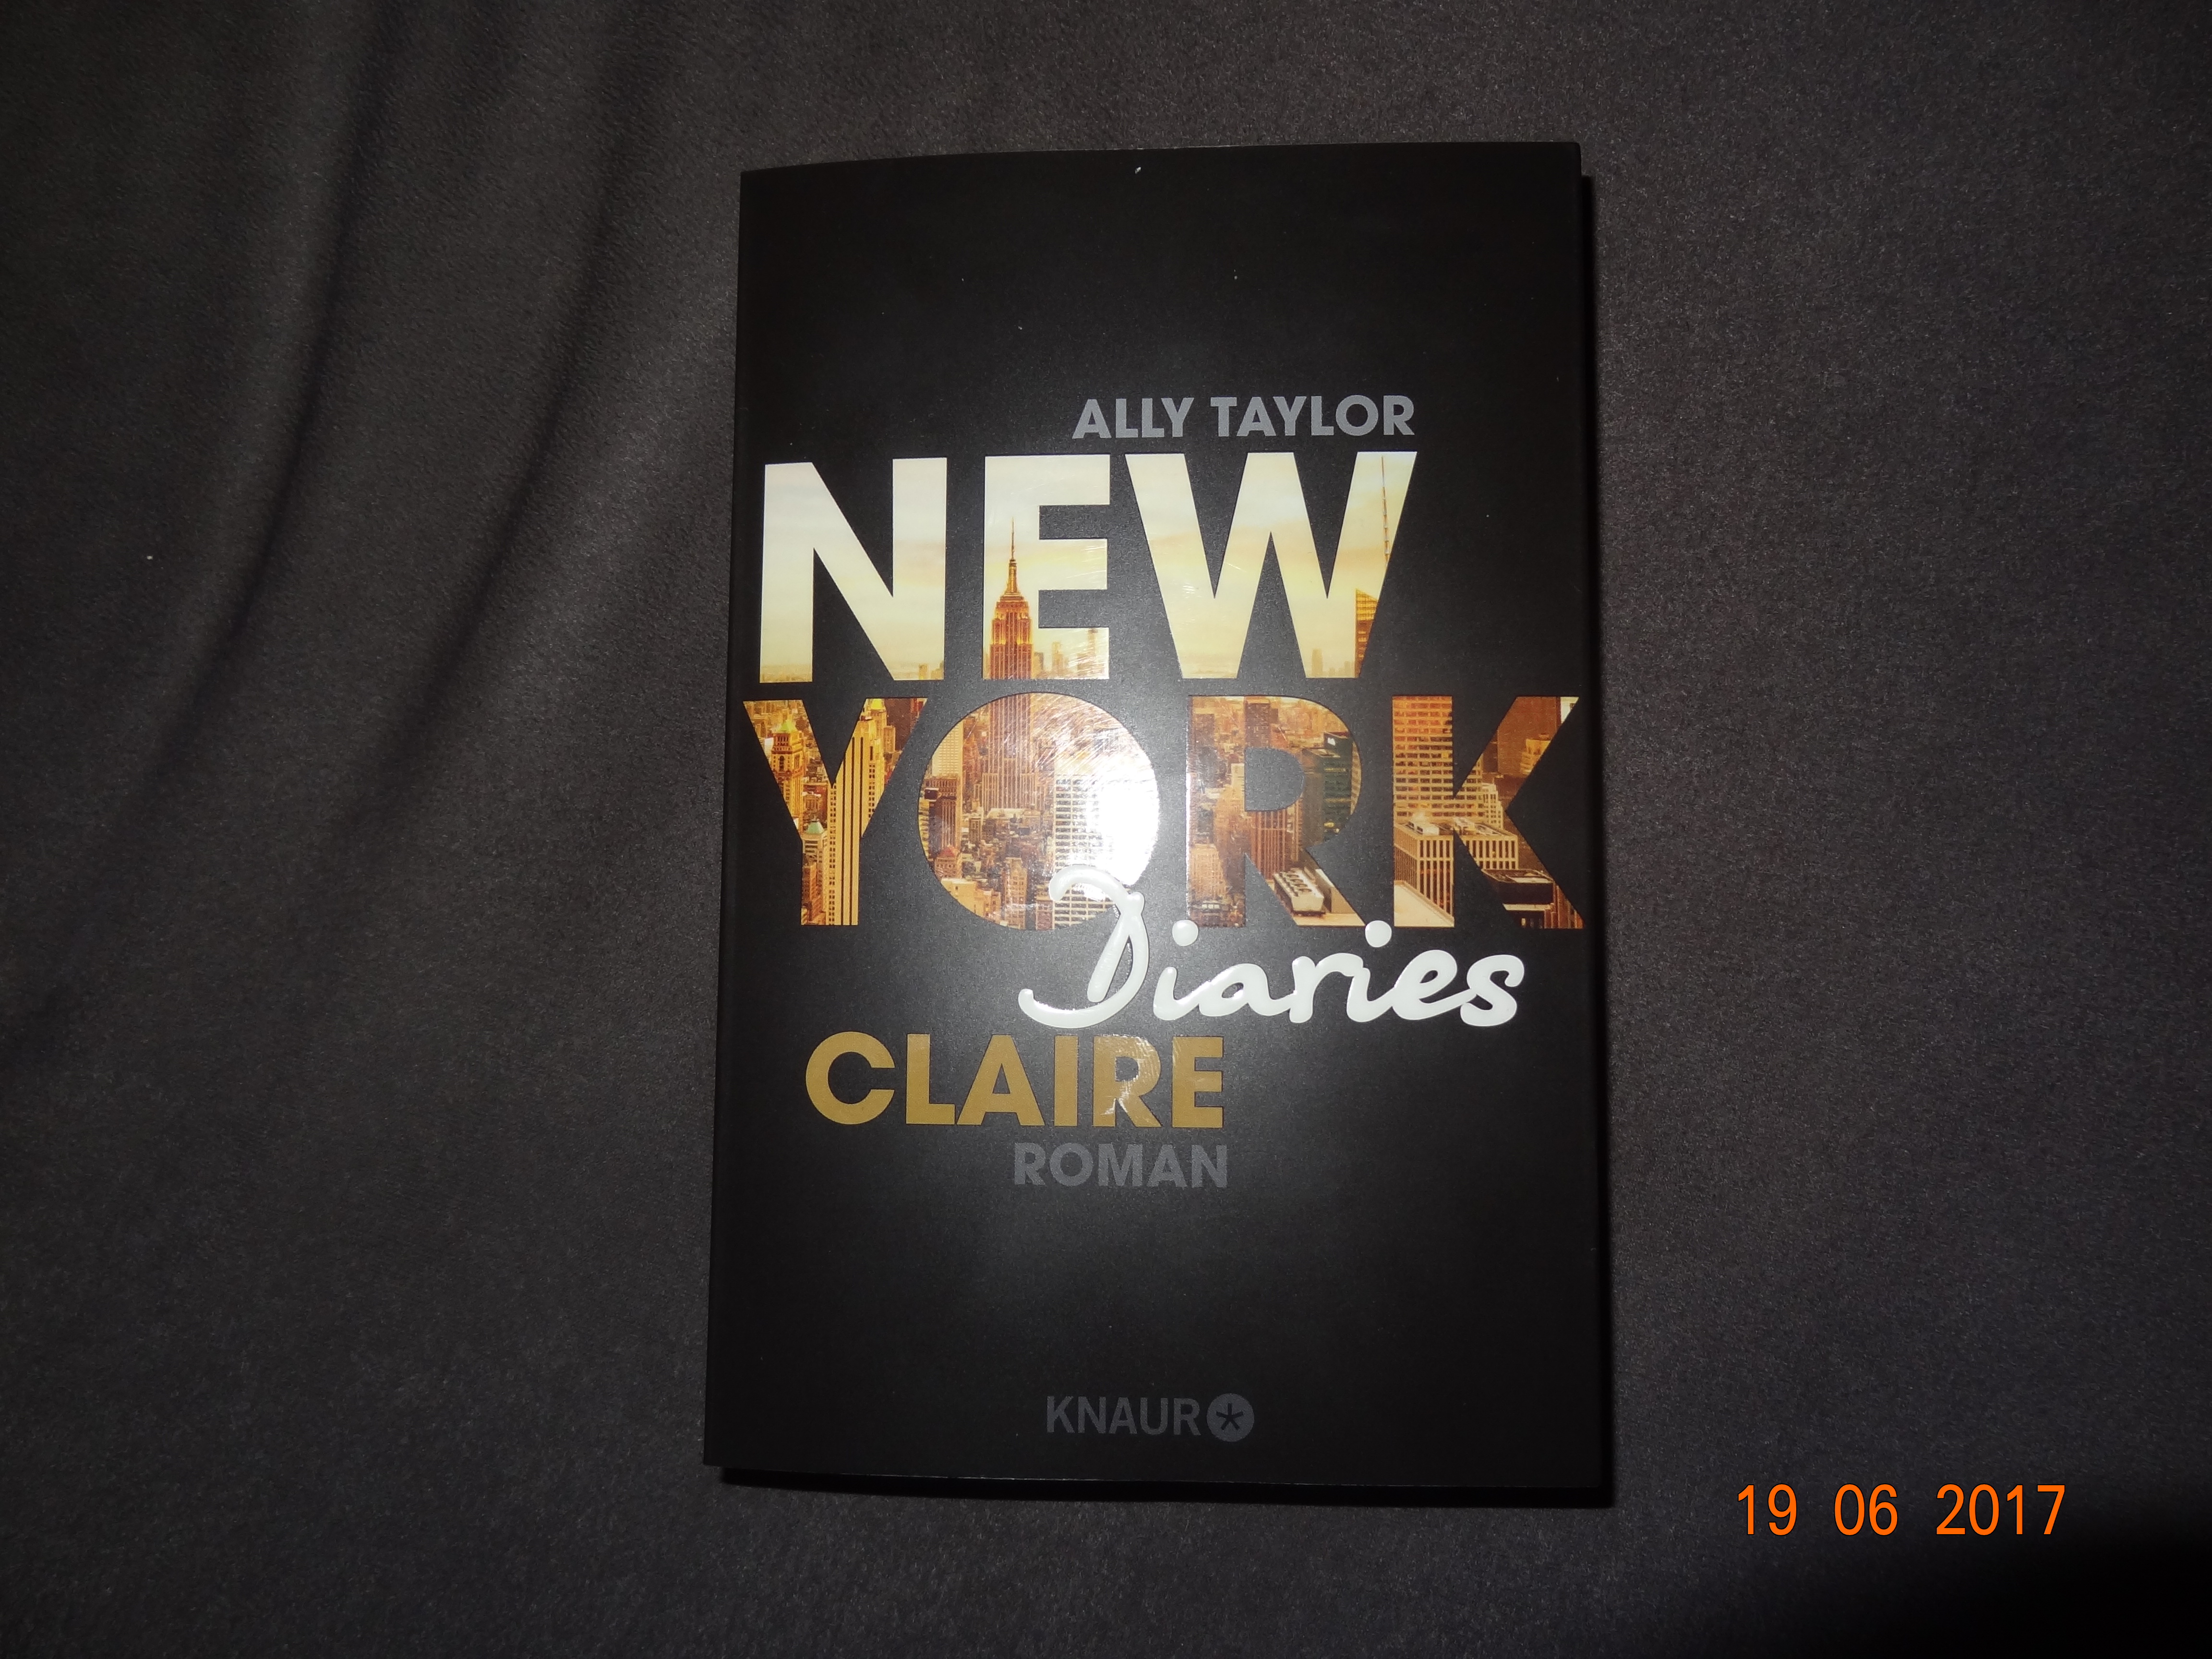 ALLY TAYLOR
NEW
YORK
Diaries
CLAIRE
ROMAN
KNAUR
19 06 2017